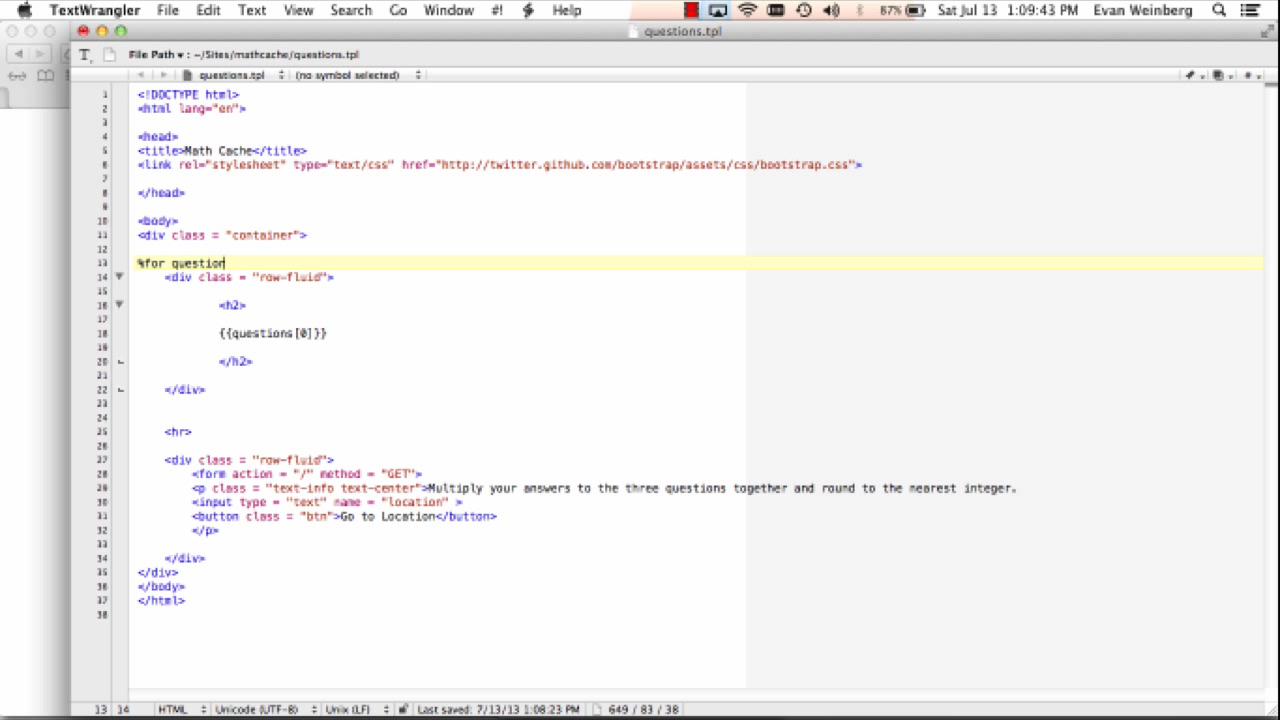 TextWrangler File Edit Text View Search Go Window #! Help 87% Sat Jul 13 1:09:43 PM Evan Weinberg
questions.tpl
File Path ▾ : ~/Sites/mathcache/questions.tpl
questions.tpl (no symbol selected)
1 <!DOCTYPE html>
2 <html lang="en">
3
4 <head>
5 <title>Math Cache</title>
6 <link rel="stylesheet" type="text/css" href="http://twitter.github.com/bootstrap/assets/css/bootstrap.css">
7
8 </head>
9
10 <body>
11 <div class = "container">
12
13 %for question
14 <div class = "row-fluid">
15
16 <h2>
17
18 {{questions[0]}}
19
20 </h2>
21
22 </div>
23
24
25 <hr>
26
27 <div class = "row-fluid">
28 <form action = "/" method = "GET">
29 <p class = "text-info text-center">Multiply your answers to the three questions together and round to the nearest integer.
30 <input type = "text" name = "location" >
31 <button class = "btn">Go to Location</button>
32 </p>
33
34 </div>
35 </div>
36 </body>
37 </html>
38
13 14 HTML Unicode (UTF-8) Unix (LF) Last saved: 7/13/13 1:08:23 PM 649 / 83 / 38